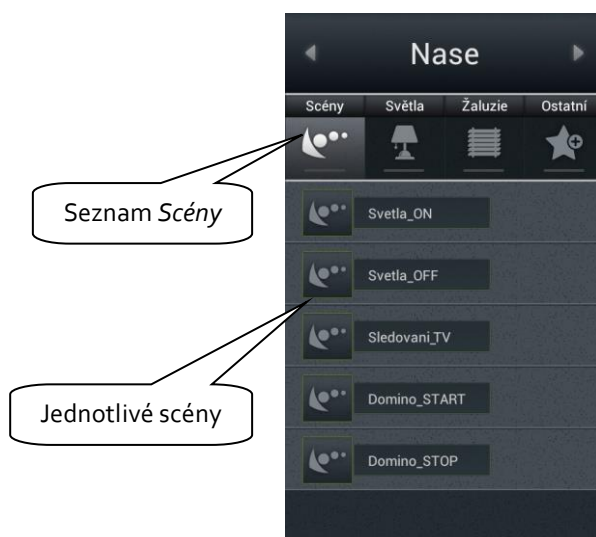 Nase
Scény Světla Žaluzie Ostatní
Seznam Scény
Svetla_ON
Svetla_OFF
Sledovani_TV
Jednotlivé scény
Domino_START
Domino_STOP